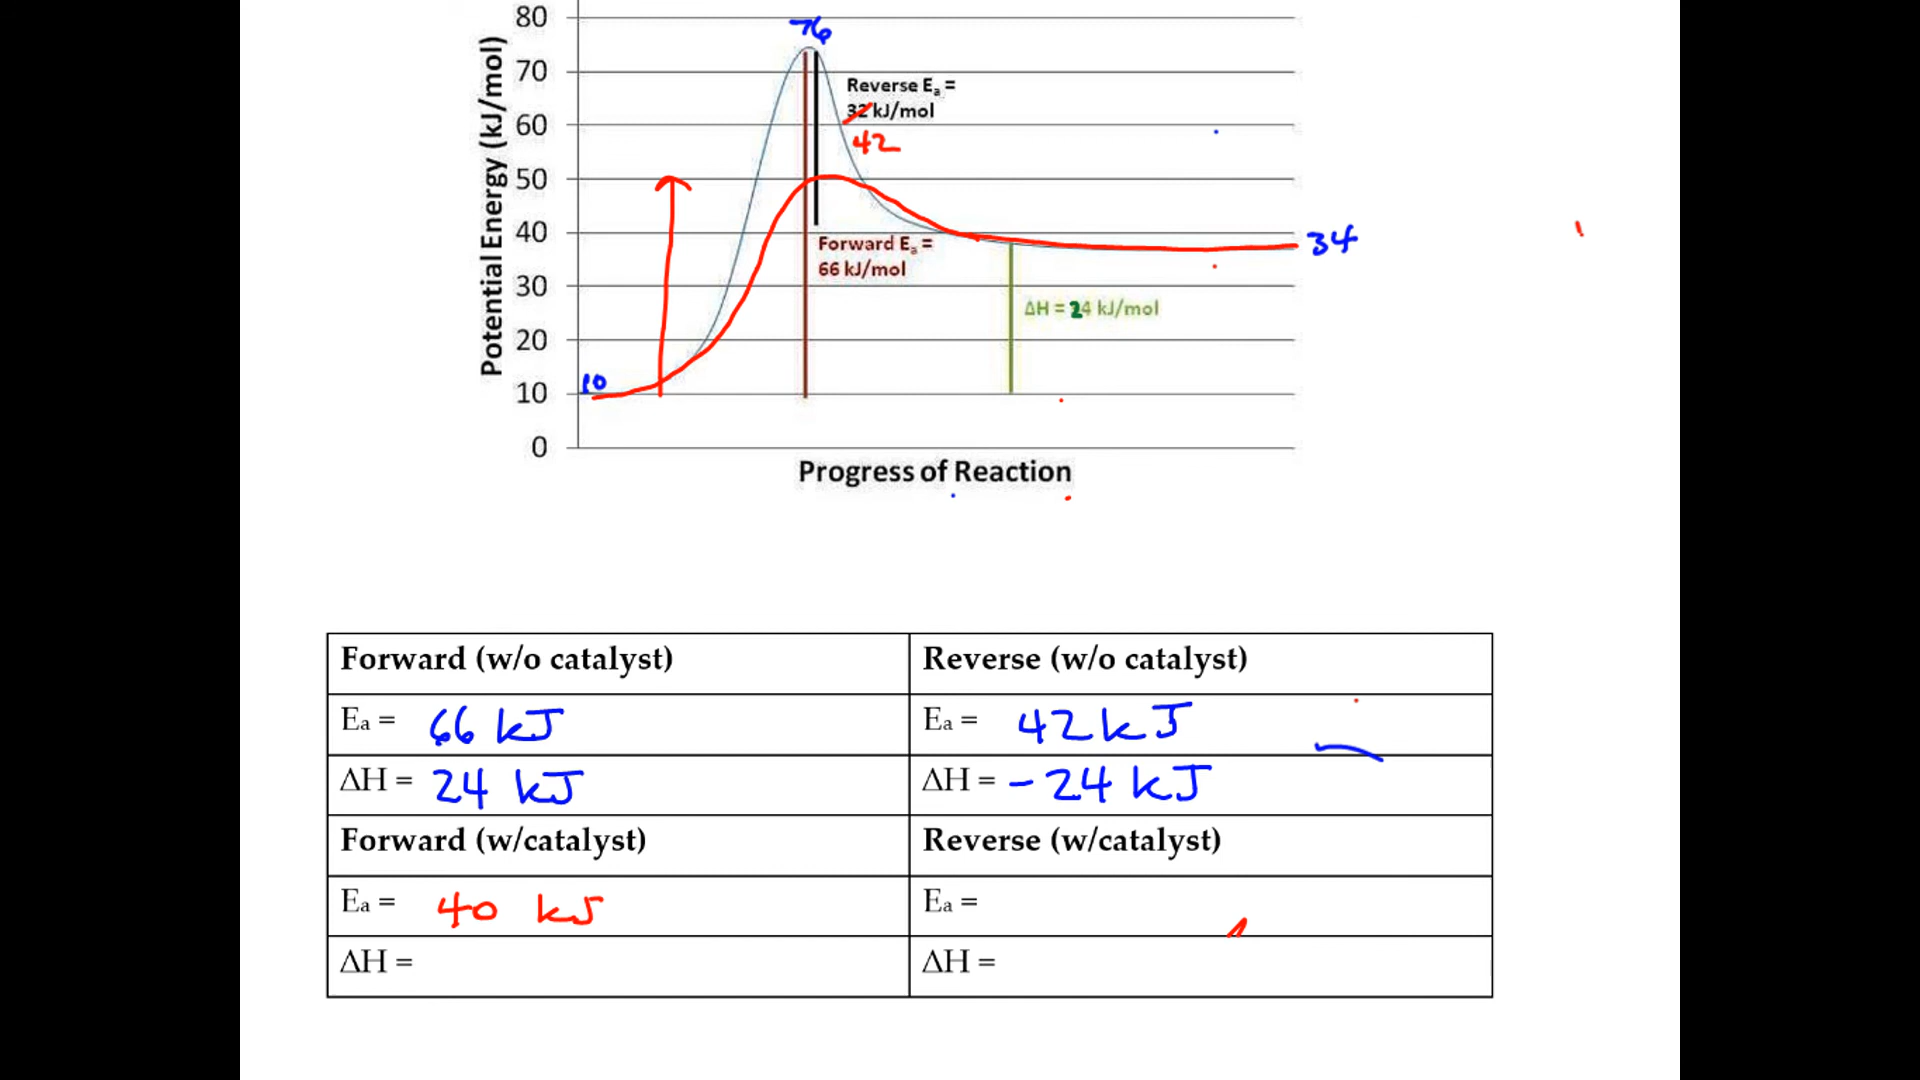 80
76
70
Reverse Ea =
32 kJ/mol
60
42
50
40
34
Forward Ea =
66 kJ/mol
30
ΔH = 24 kJ/mol
20
10
10
0
Potential Energy (kJ/mol)
Progress of Reaction
Forward (w/o catalyst) Reverse (w/o catalyst)
Ea = 66 kJ Ea = 42 kJ
ΔH = 24 kJ ΔH = -24 kJ
Forward (w/catalyst) Reverse (w/catalyst)
Ea = 40 kJ Ea =
ΔH = ΔH =